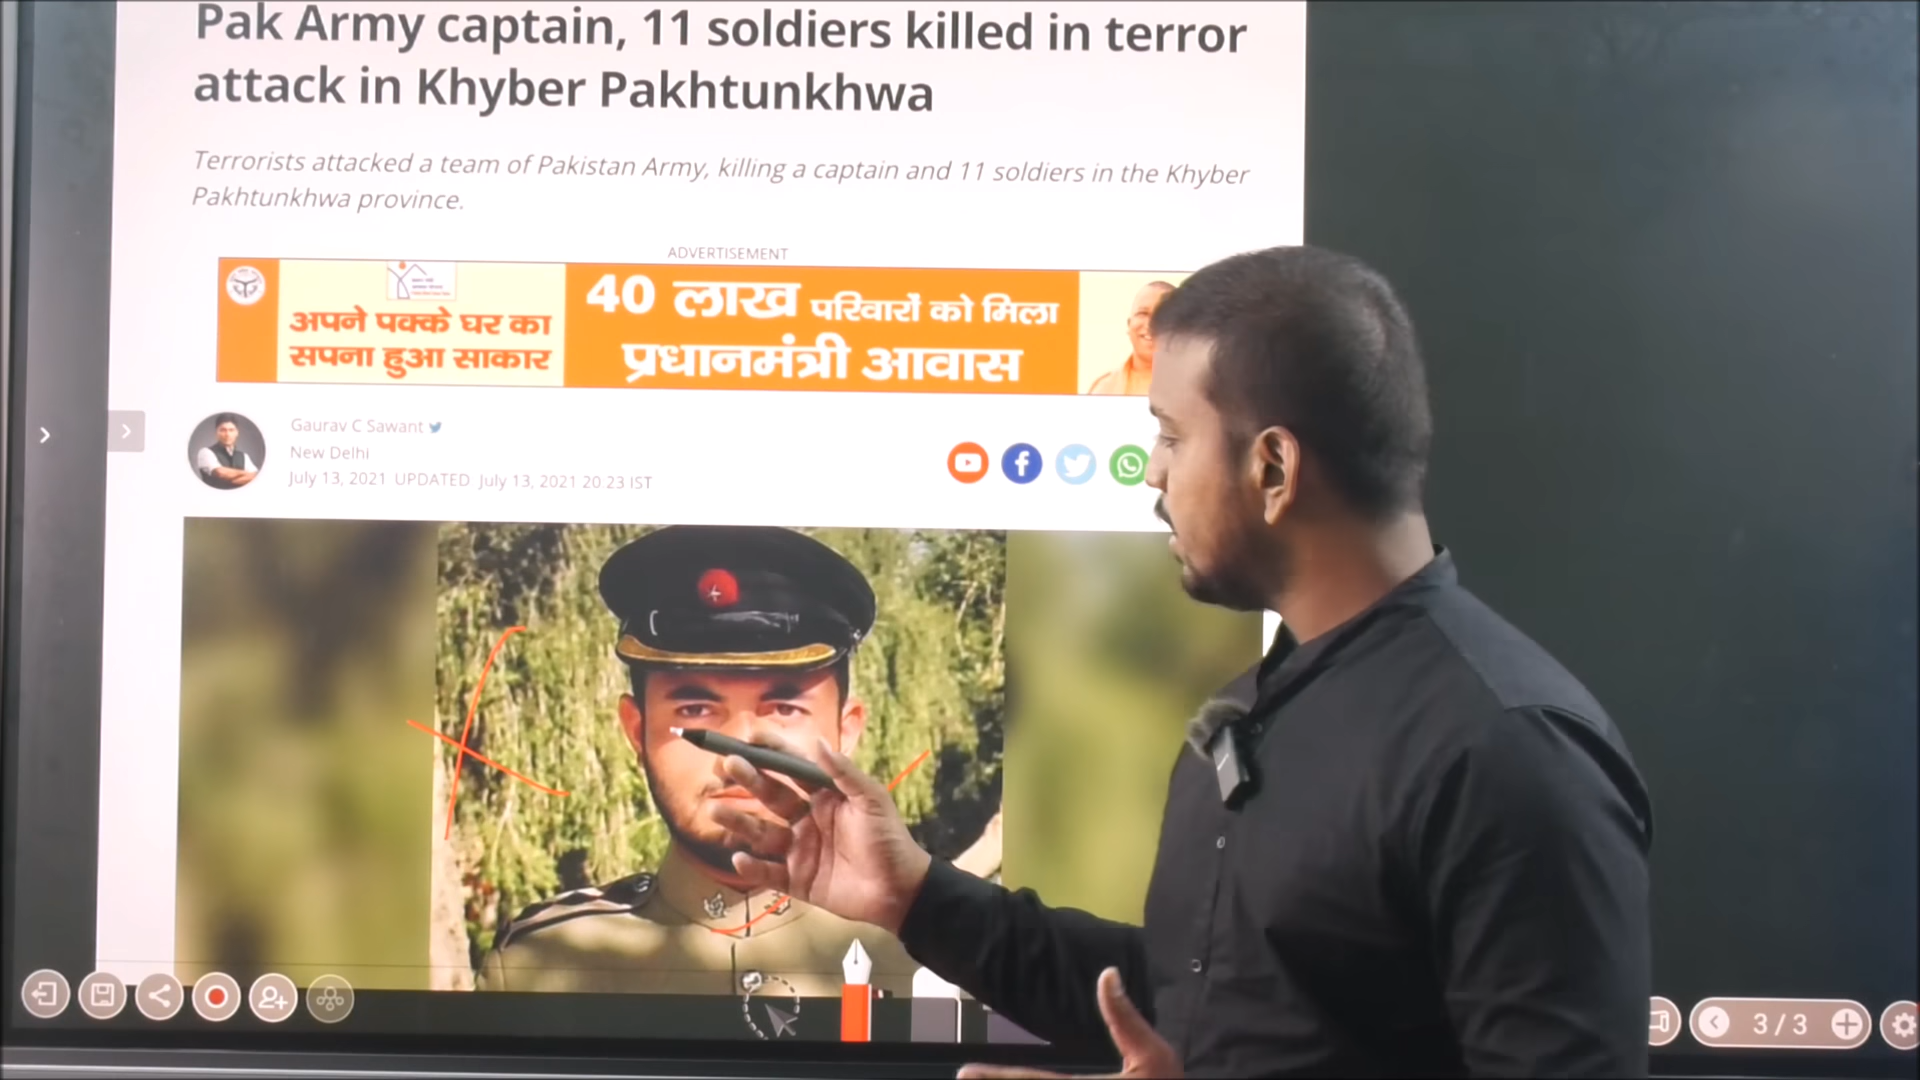 Pak Army captain, 11 soldiers killed in terror
attack in Khyber Pakhtunkhwa
Terrorists attacked a team of Pakistan Army, killing a captain and 11 soldiers in the Khyber
Pakhtunkhwa province.
ADVERTISEMENT
अपने पक्के घर का
सपना हुआ साकार
40 लाख परिवारों को मिला
प्रधानमंत्री आवास
Gaurav C Sawant
New Delhi
July 13, 2021 UPDATED: July 13, 2021 20:23 IST
3 / 3